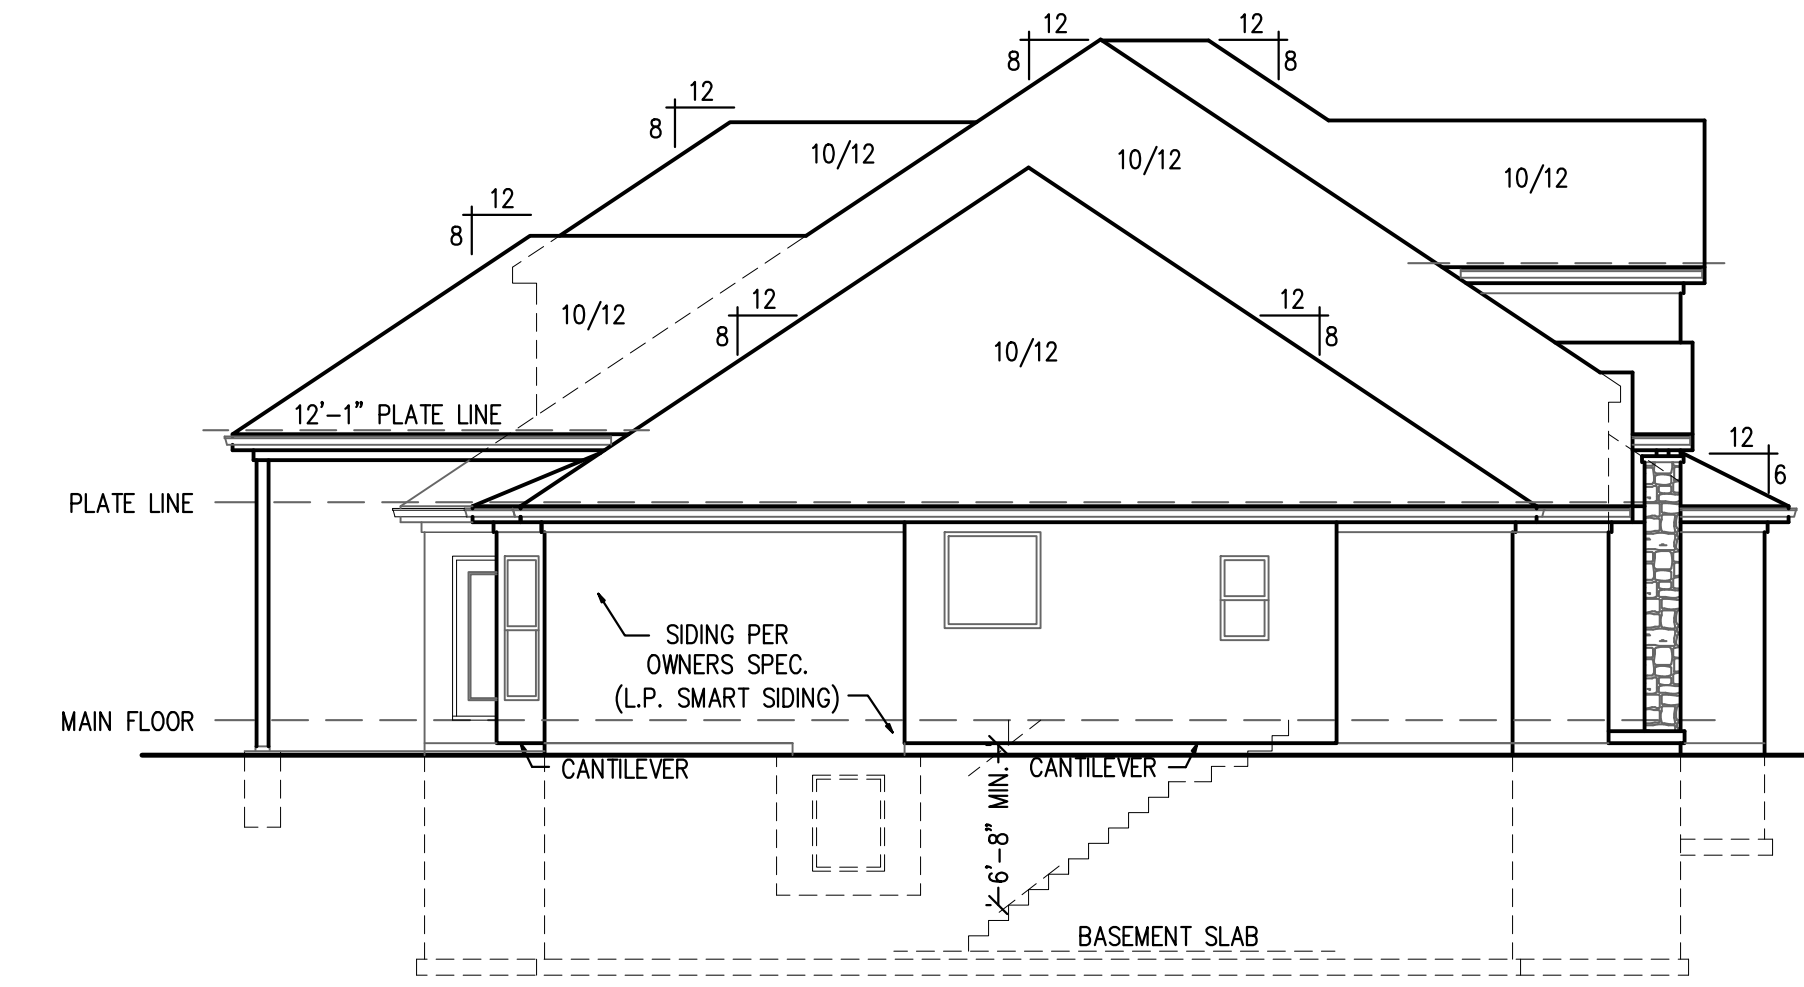 12
8
12
8
12
8
10/12
10/12
10/12
12
8
10/12
12
8
12
8
10/12
12'-1" PLATE LINE
12
6
PLATE LINE
SIDING PER
OWNERS SPEC.
(L.P. SMART SIDING)
MAIN FLOOR
CANTILEVER
CANTILEVER
6'-8" MIN.
BASEMENT SLAB